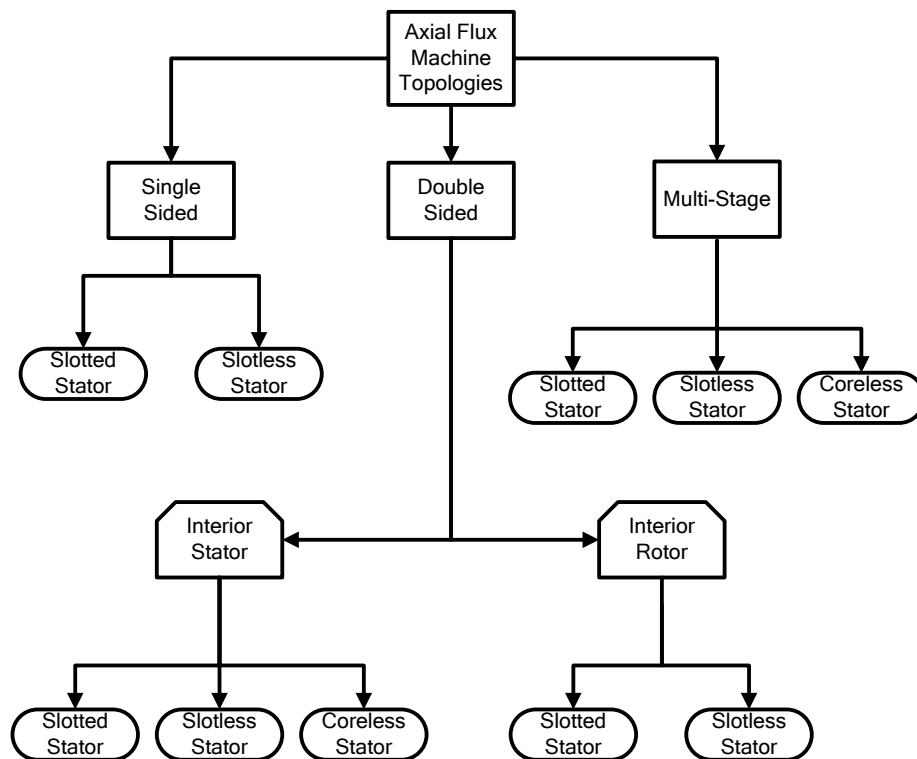 Axial Flux
Machine
Topologies
Single
Sided
Double
Sided
Multi-Stage
Slotted
Stator
Slotless
Stator
Slotted
Stator
Slotless
Stator
Coreless
Stator
Interior
Stator
Interior
Rotor
Slotted
Stator
Slotless
Stator
Coreless
Stator
Slotted
Stator
Slotless
Stator